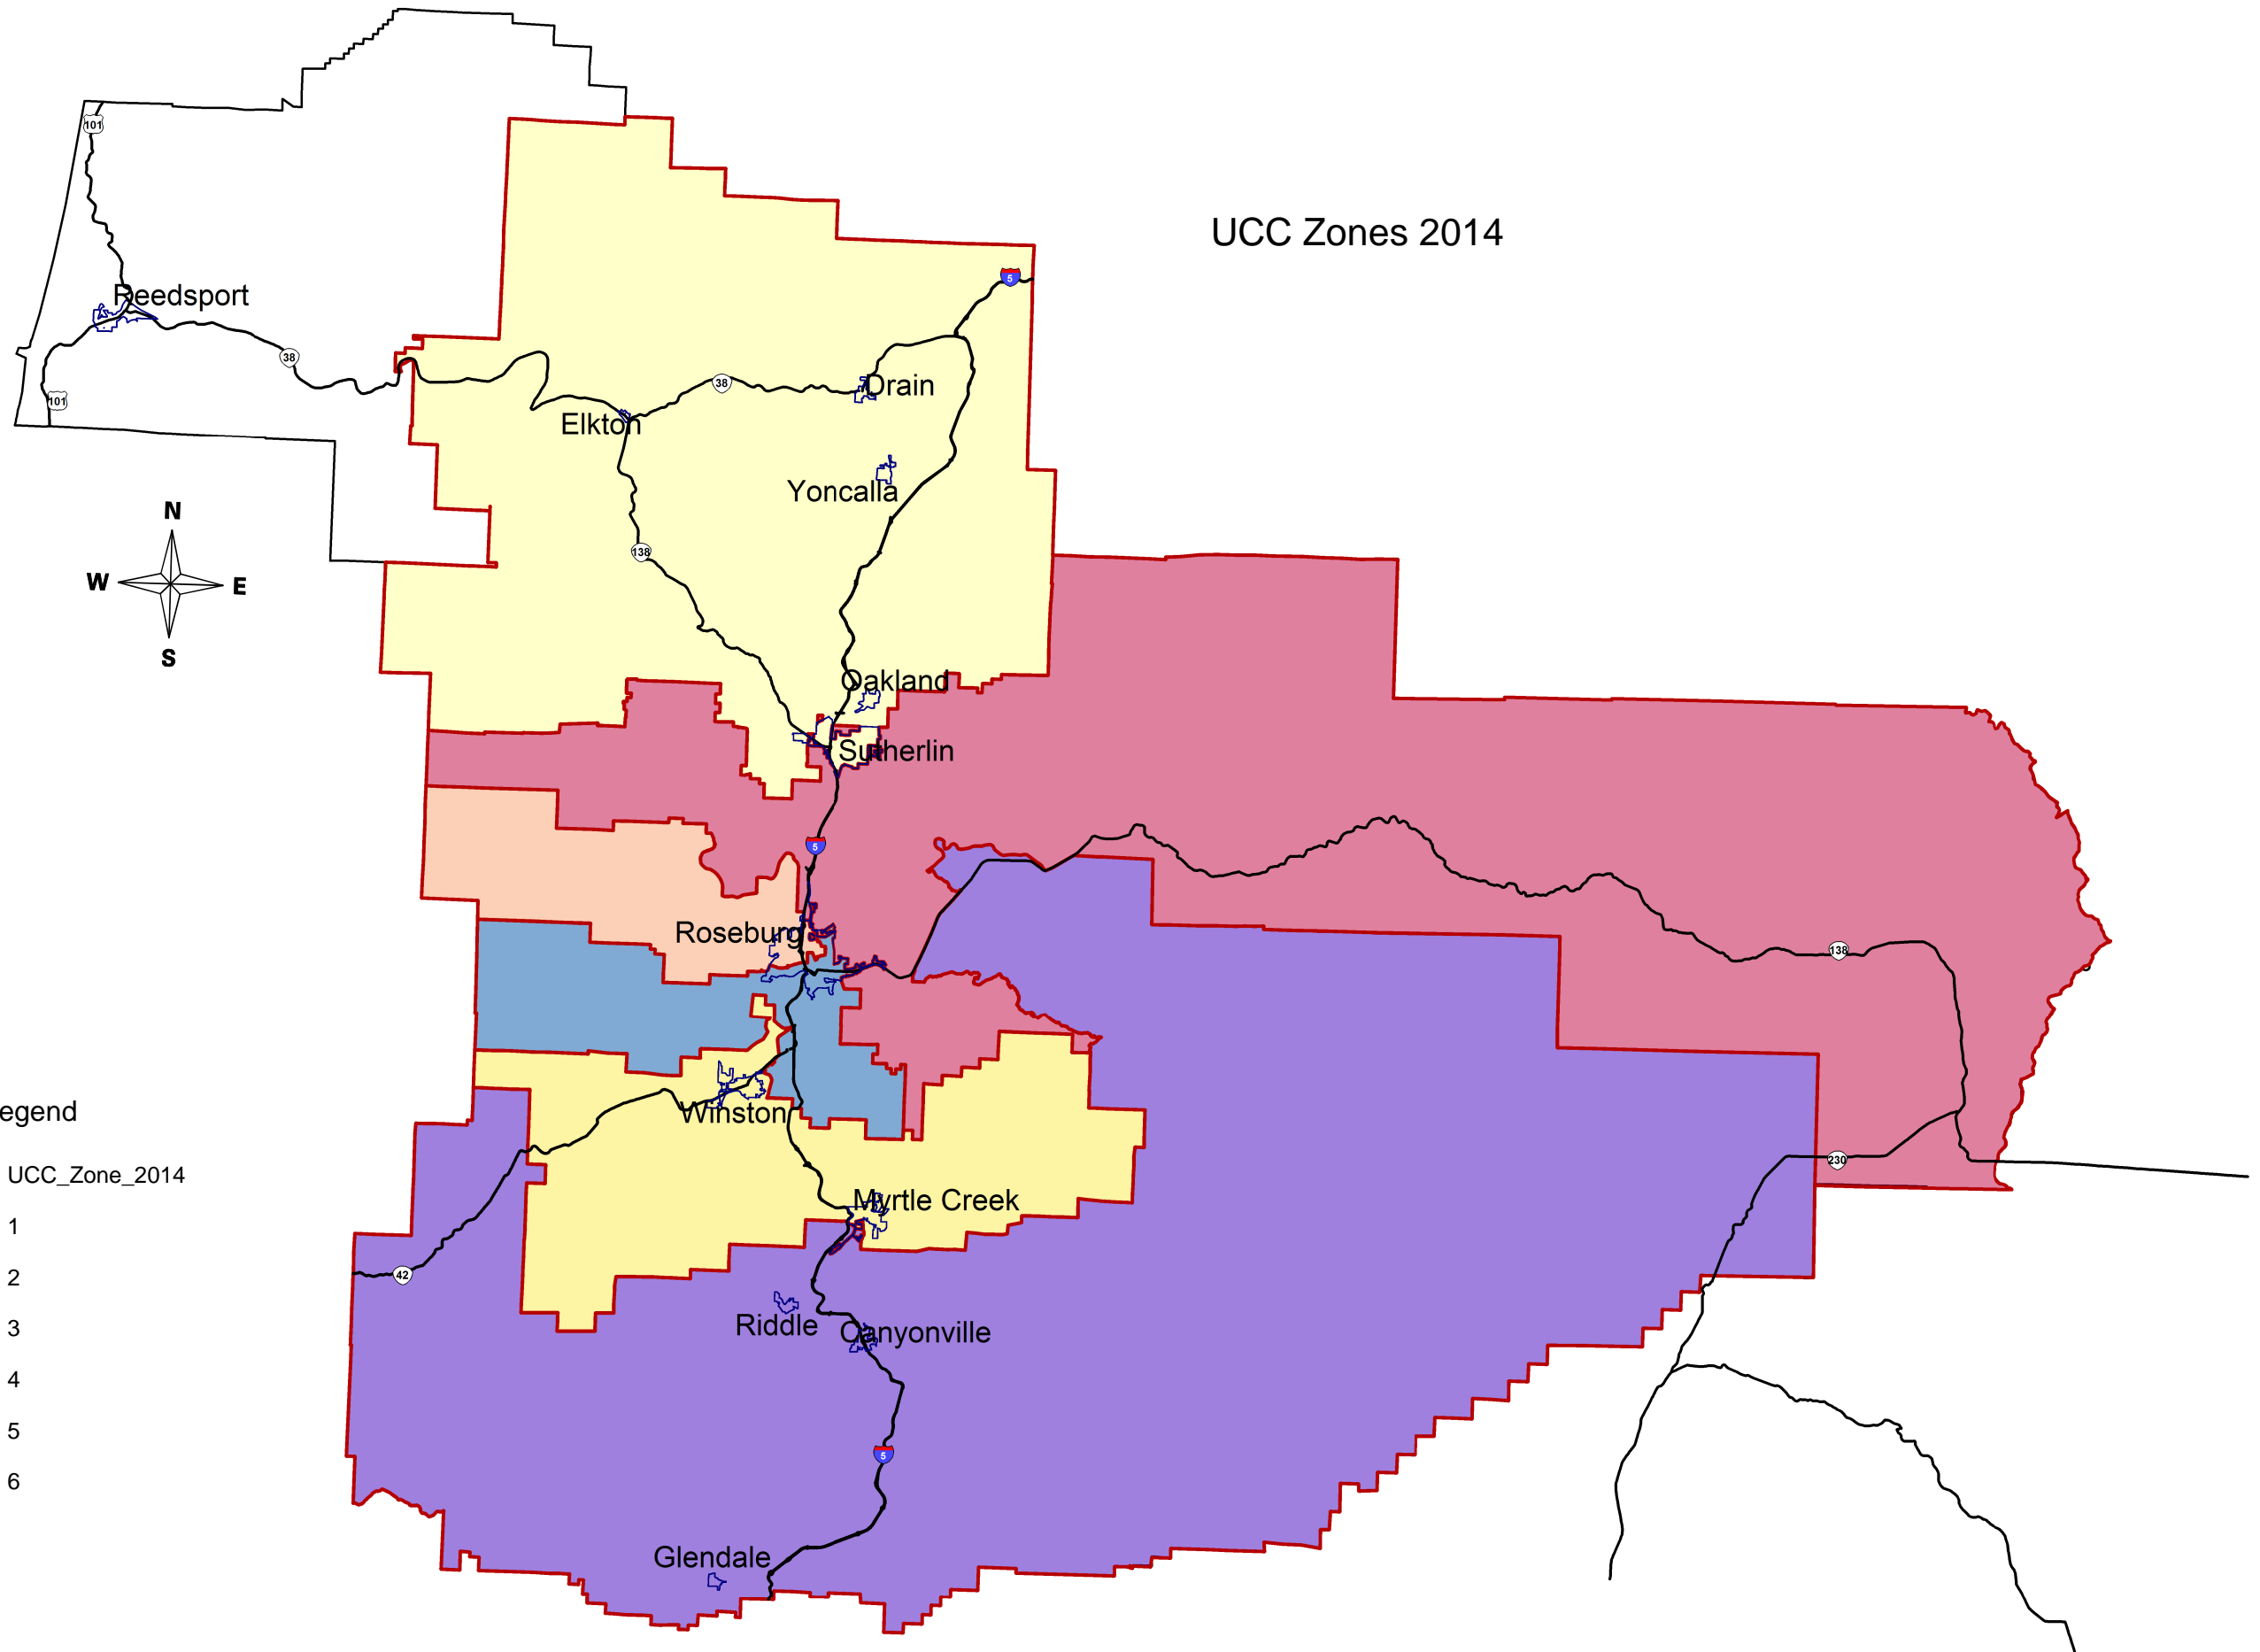 101
UCC Zones 2014
5
Reedsport
38
38
Drain
101
Elkton
Yoncalla
N
138
W
E
S
Oakland
Sutherlin
5
Roseburg
138
egend
Winston
230
UCC_Zone_2014
Myrtle Creek
1
42
2
Riddle
Canyonville
3
4
5
5
6
Glendale